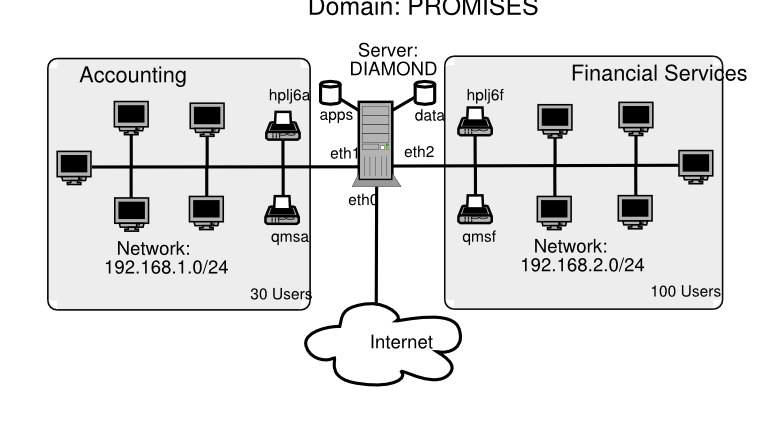 Domain: PROMISES
Server:
DIAMOND
Accounting
Financial Services
hplj6a
apps
data
hplj6f
eth1
eth2
eth0
qmsa
qmsf
Network:
192.168.1.0/24
Network:
192.168.2.0/24
30 Users
100 Users
Internet